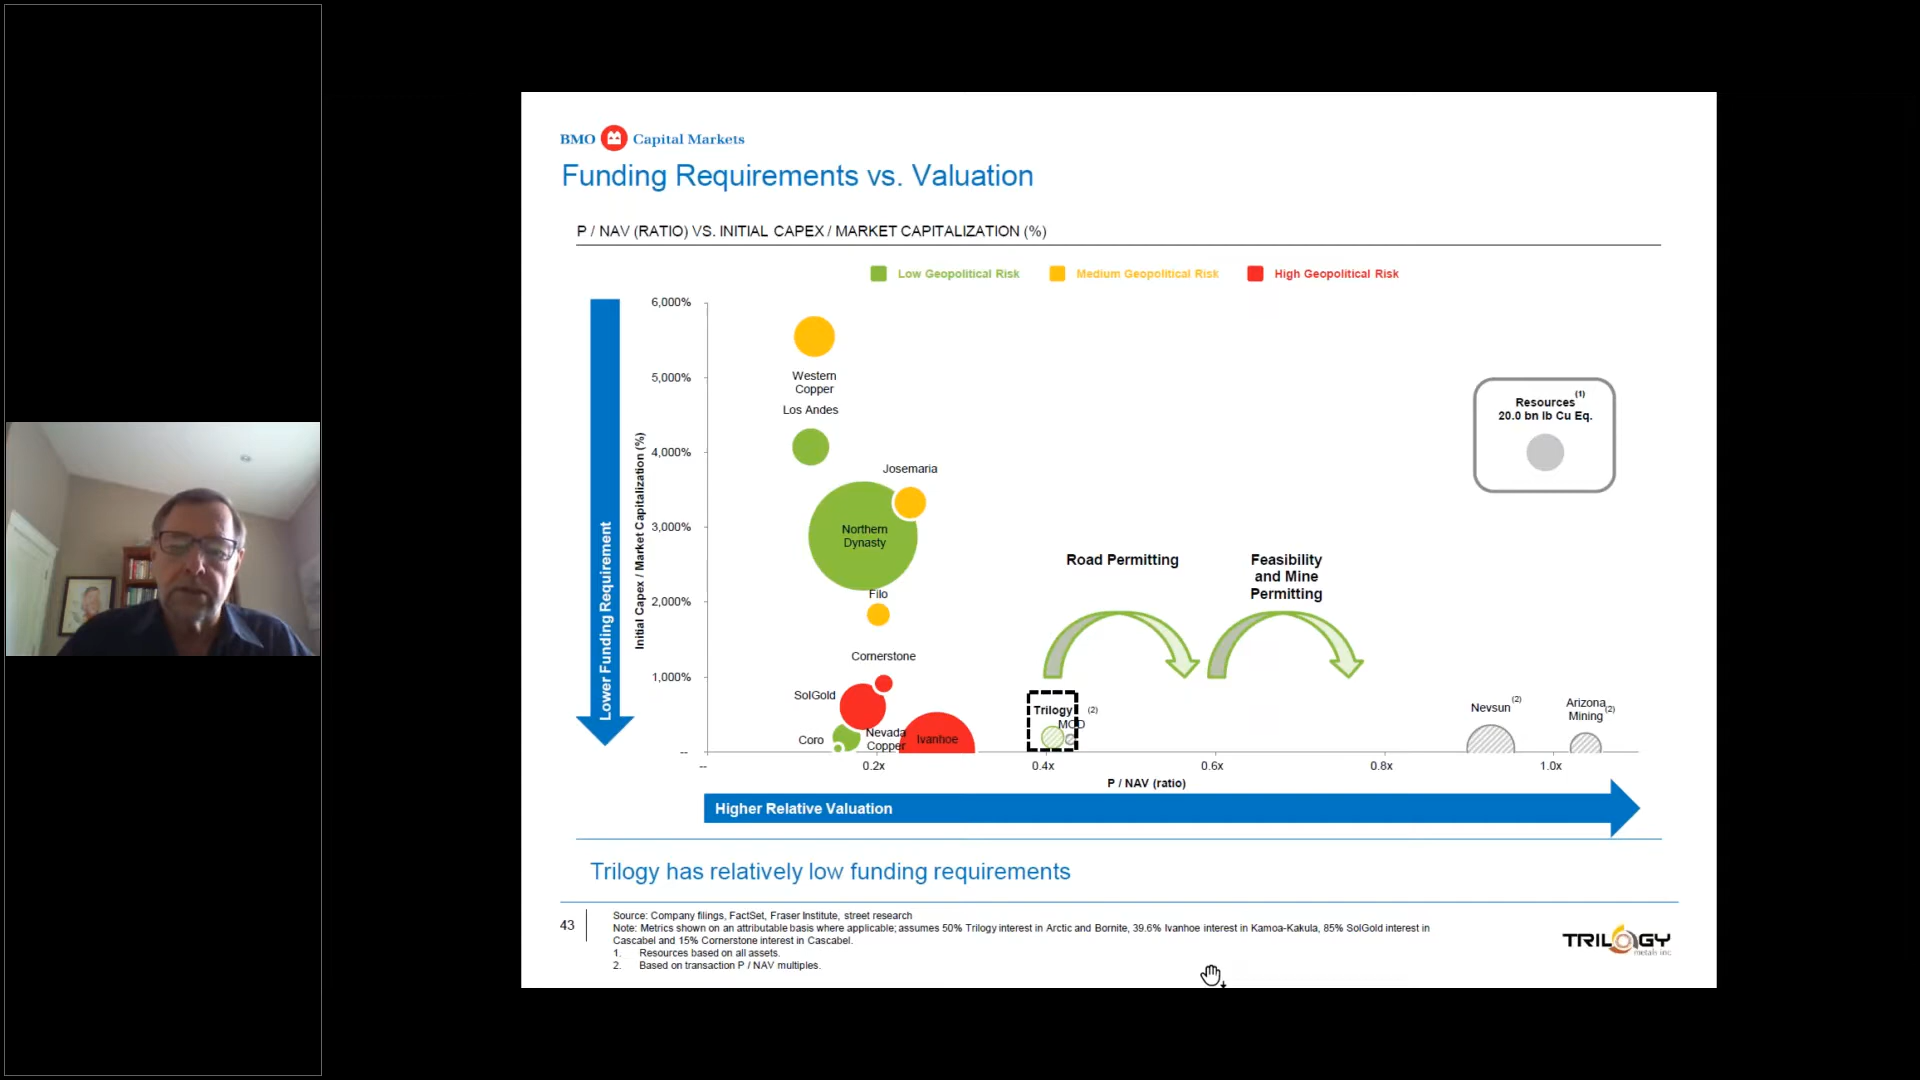 BMO Capital Markets
Funding Requirements vs. Valuation
P / NAV (RATIO) VS. INITIAL CAPEX / MARKET CAPITALIZATION (%)
Low Geopolitical Risk
Medium Geopolitical Risk
High Geopolitical Risk
Lower Funding Requirement
Initial Capex / Market Capitalization (%)
6,000%
5,000%
4,000%
3,000%
2,000%
1,000%
--
Western
Copper
Los Andes
Josemaria
Northern
Dynasty
Filo
Cornerstone
SolGold
Coro
Nevada
Copper
Ivanhoe
Road Permitting
Feasibility
and Mine
Permitting
Trilogy
(2)
MOD
Resources(1)
20.0 bn lb Cu Eq.
Nevsun(2)
Arizona
Mining(2)
--
0.2x
0.4x
0.6x
0.8x
1.0x
P / NAV (ratio)
Higher Relative Valuation
Trilogy has relatively low funding requirements
43
Source: Company filings, FactSet, Fraser Institute, street research
Note: Metrics shown on an attributable basis where applicable; assumes 50% Trilogy interest in Arctic and Bornite, 39.6% Ivanhoe interest in Kamoa-Kakula, 85% SolGold interest in
Cascabel and 15% Cornerstone interest in Cascabel.
1. Resources based on all assets.
2. Based on transaction P / NAV multiples.
TRILOGY
metals inc